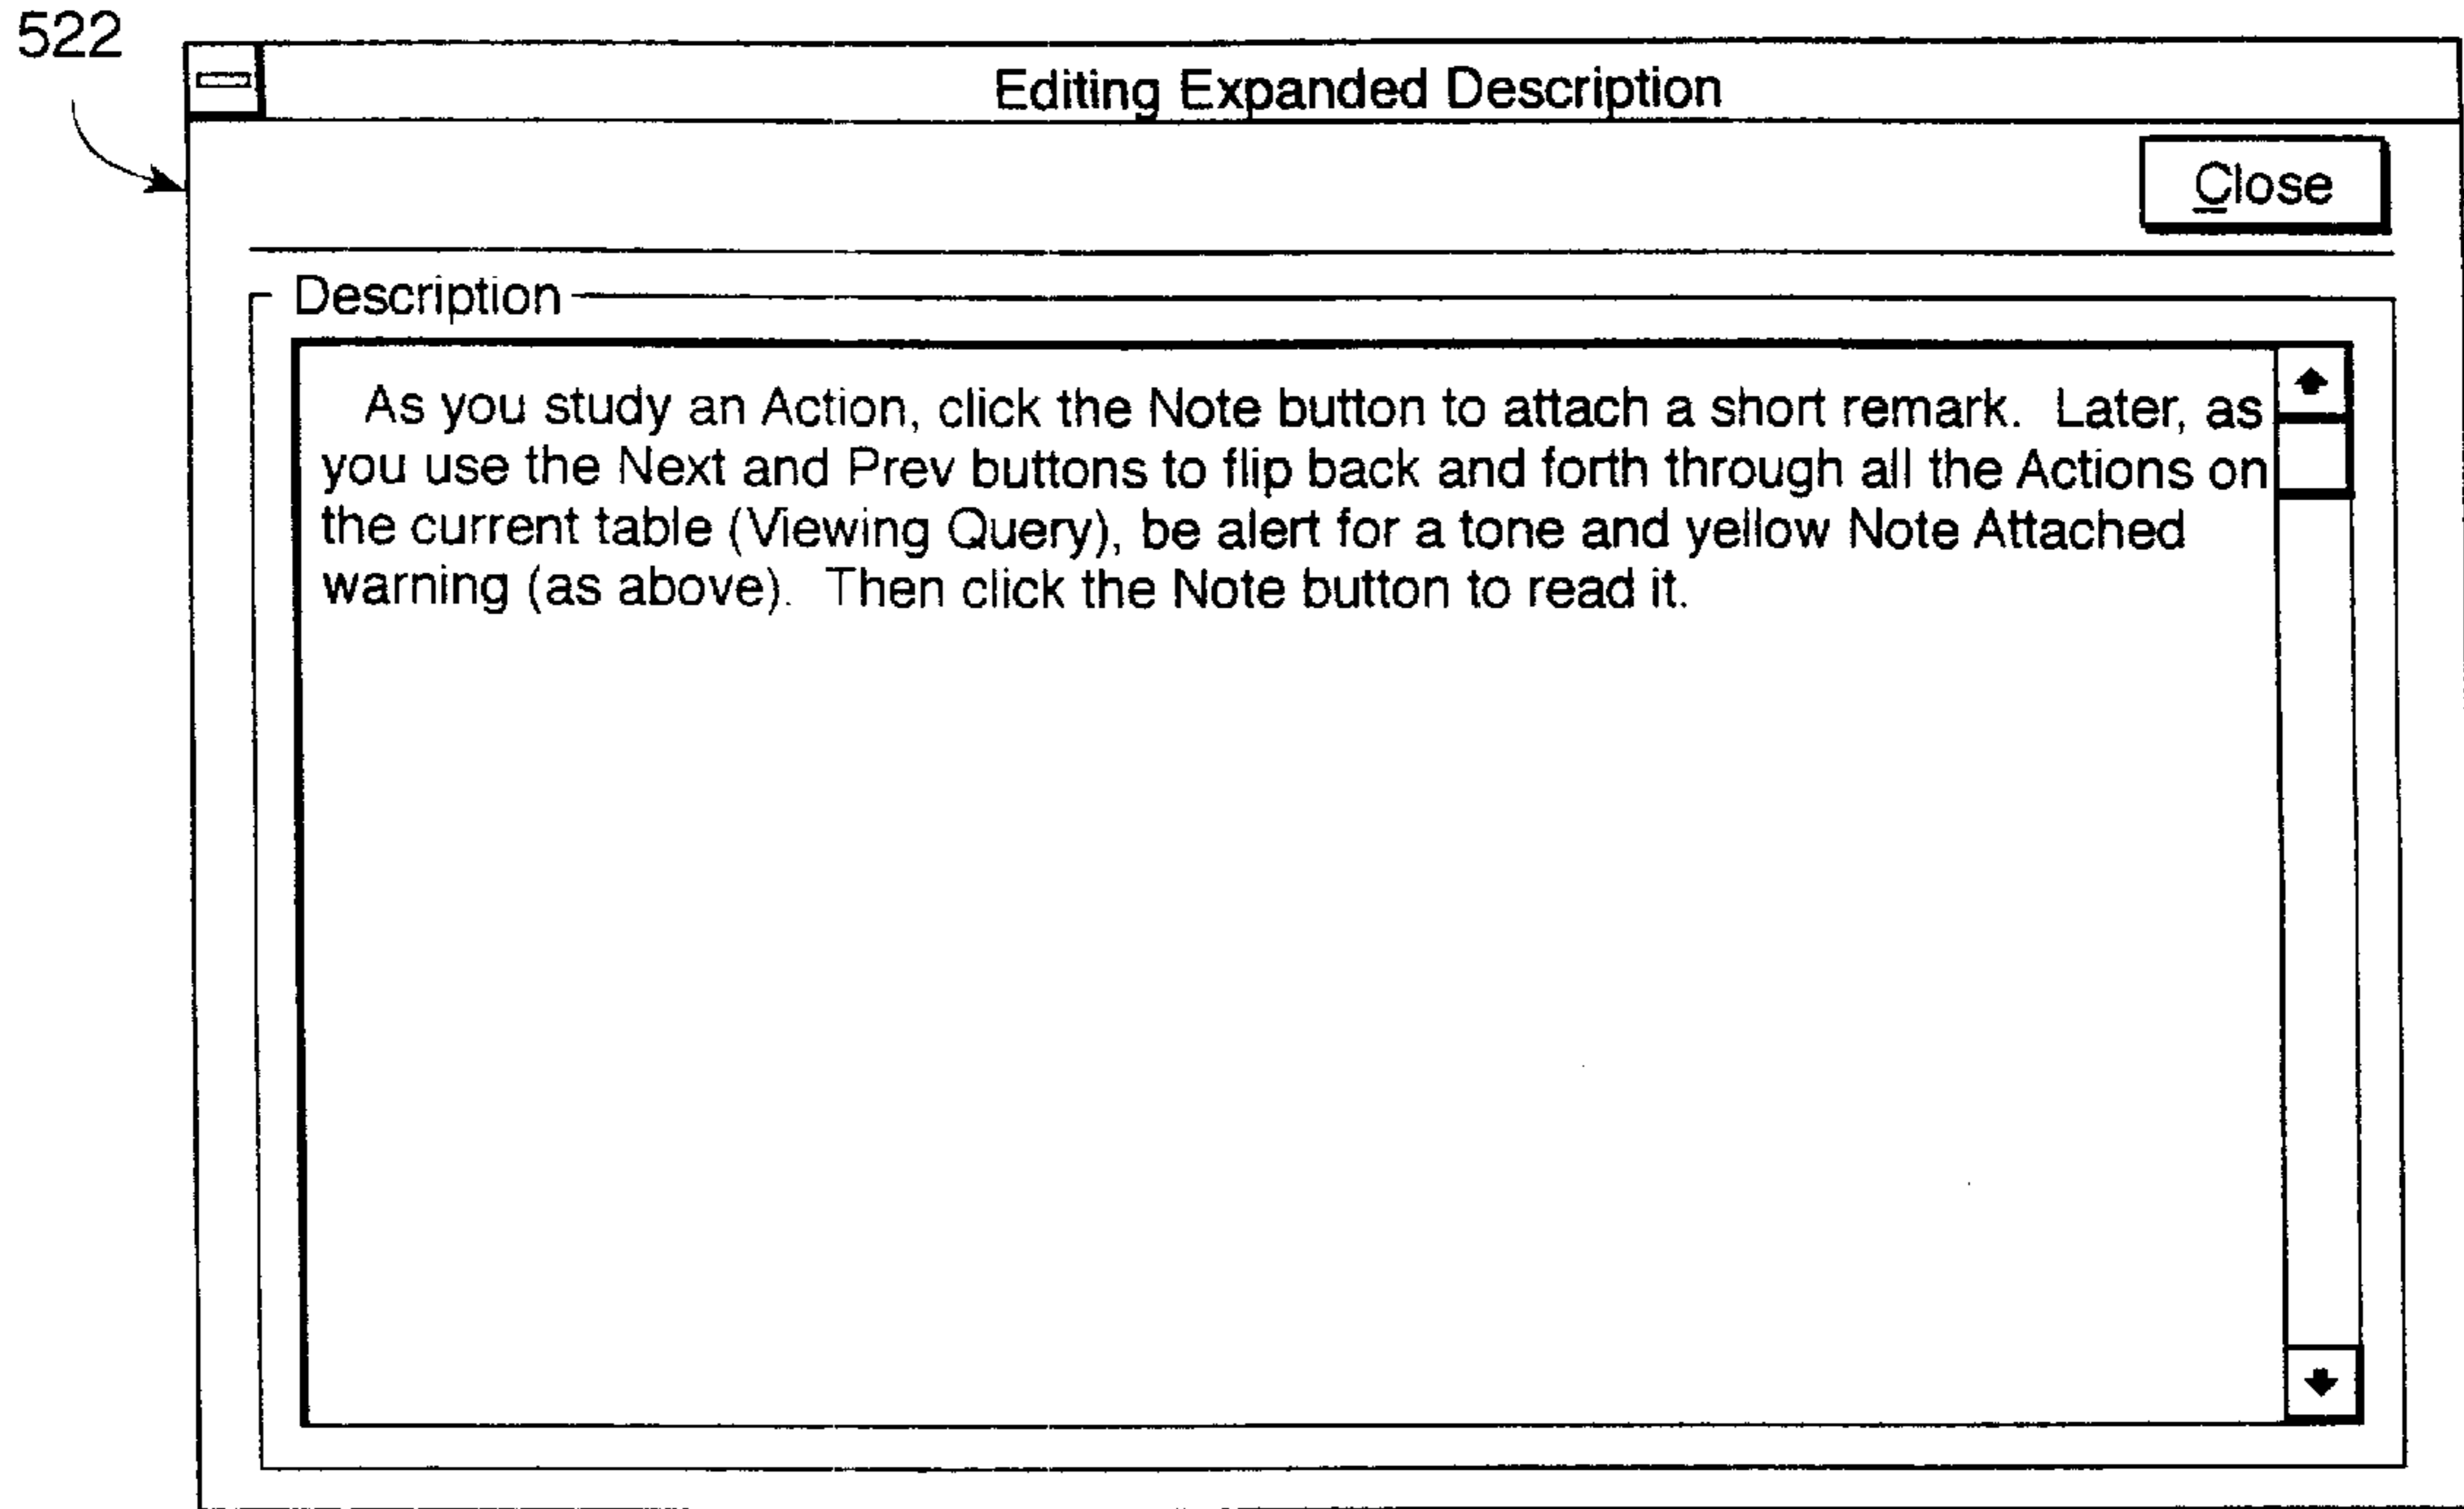 522
Editing Expanded Description
Close
Description
As you study an Action, click the Note button to attach a short remark.  Later, as
you use the Next and Prev buttons to flip back and forth through all the Actions on
the current table (Viewing Query), be alert for a tone and yellow Note Attached
warning (as above).  Then click the Note button to read it.